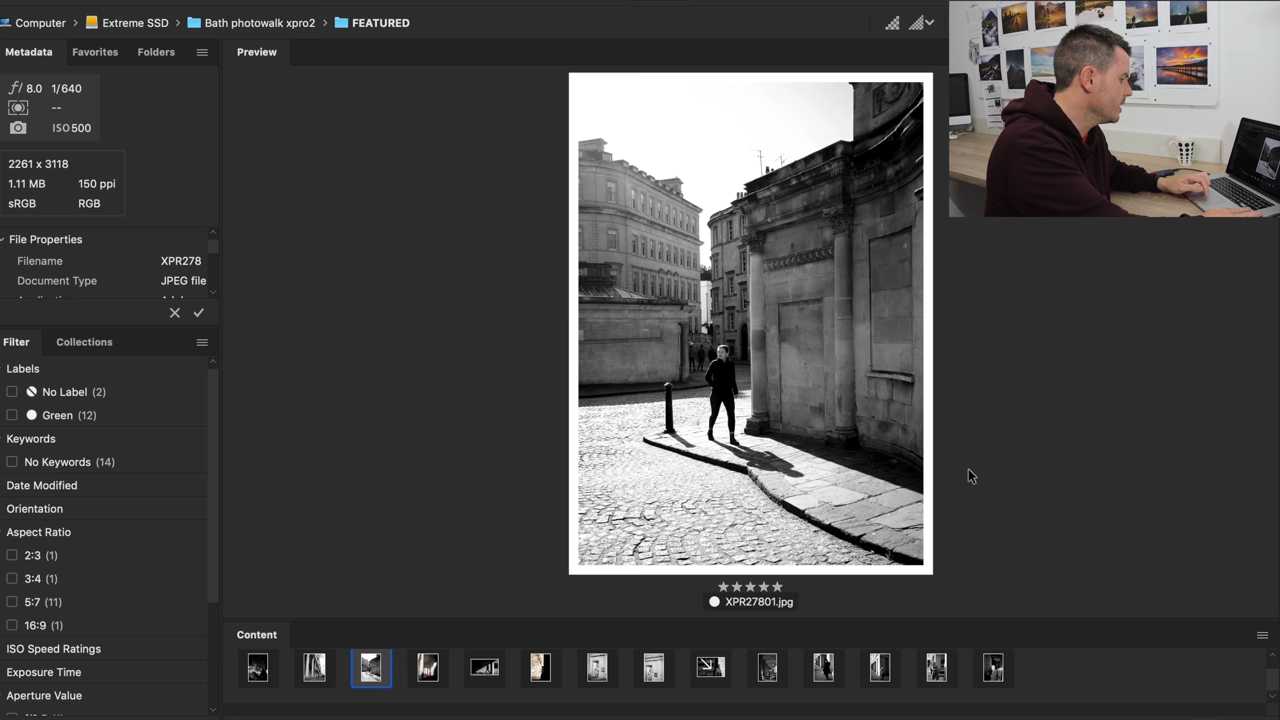 Computer > Extreme SSD > Bath photowalk xpro2 > FEATURED
Metadata Favorites Folders
Preview
f/ 8.0 1/640
--
ISO 500
2261 x 3118
1.11 MB 150 ppi
sRGB RGB
File Properties
Filename XPR278
Document Type JPEG file
Filter Collections
Labels
No Label (2)
Green (12)
Keywords
No Keywords (14)
Date Modified
Orientation
Aspect Ratio
2:3 (1)
3:4 (1)
5:7 (11)
16:9 (1)
ISO Speed Ratings
Exposure Time
Aperture Value
XPR27801.jpg
Content